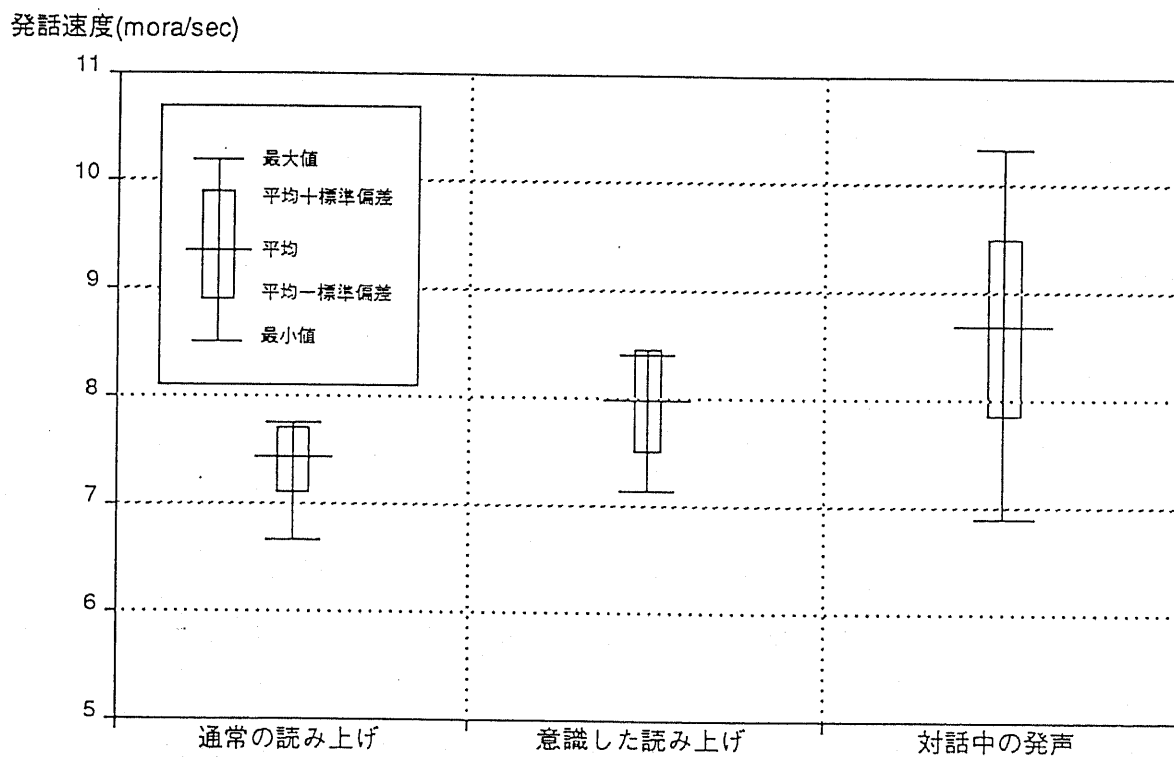 発話速度(mora/sec)
11
10
9
8
7
6
5
最大値
平均+標準偏差
平均
平均ー標準偏差
最小値
通常の読み上げ
意識した読み上げ
対話中の発声